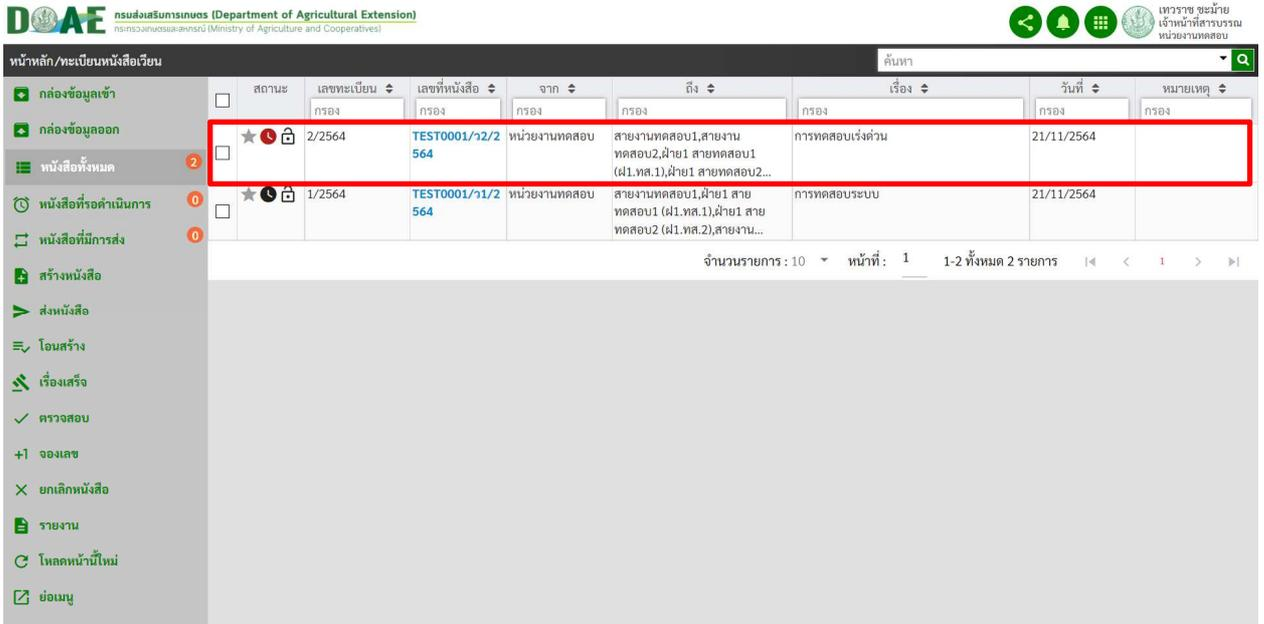 DOAE กรมส่งเสริมการเกษตร (Department of Agricultural Extension)
กระทรวงเกษตรและสหกรณ์ (Ministry of Agriculture and Cooperatives)
เทวราช ชะม้าย
เจ้าหน้าที่สารบรรณ
หน่วยงานทดสอบ
หน้าหลัก/ทะเบียนหนังสือเวียน
ค้นหา
กล่องข้อมูลเข้า
กล่องข้อมูลออก
หนังสือทั้งหมด 2
หนังสือที่รอดำเนินการ 0
หนังสือที่มีการส่ง 0
สร้างหนังสือ
ส่งหนังสือ
โอนสร้าง
เรื่องเสร็จ
ตรวจสอบ
+1 จองเลข
ยกเลิกหนังสือ
รายงาน
โหลดหน้านี้ใหม่
ย่อเมนู
สถานะ เลขทะเบียน เลขที่หนังสือ จาก ถึง เรื่อง วันที่ หมายเหตุ
กรอง กรอง กรอง กรอง กรอง กรอง กรอง
2/2564 TEST0001/ว2/2 หน่วยงานทดสอบ สายงานทดสอบ1,สายงาน การทดสอบเร่งด่วน 21/11/2564
564 ทดสอบ2,ฝ่าย1 สายทดสอบ1
(ฝ1.ทส.1),ฝ่าย1 สายทดสอบ2...
1/2564 TEST0001/ว1/2 หน่วยงานทดสอบ สายงานทดสอบ1,ฝ่าย1 สาย การทดสอบระบบ 21/11/2564
564 ทดสอบ1 (ฝ1.ทส.1),ฝ่าย1 สาย
ทดสอบ2 (ฝ1.ทส.2),สายงาน...
จำนวนรายการ : 10 หน้าที่ : 1 1-2 ทั้งหมด 2 รายการ 1